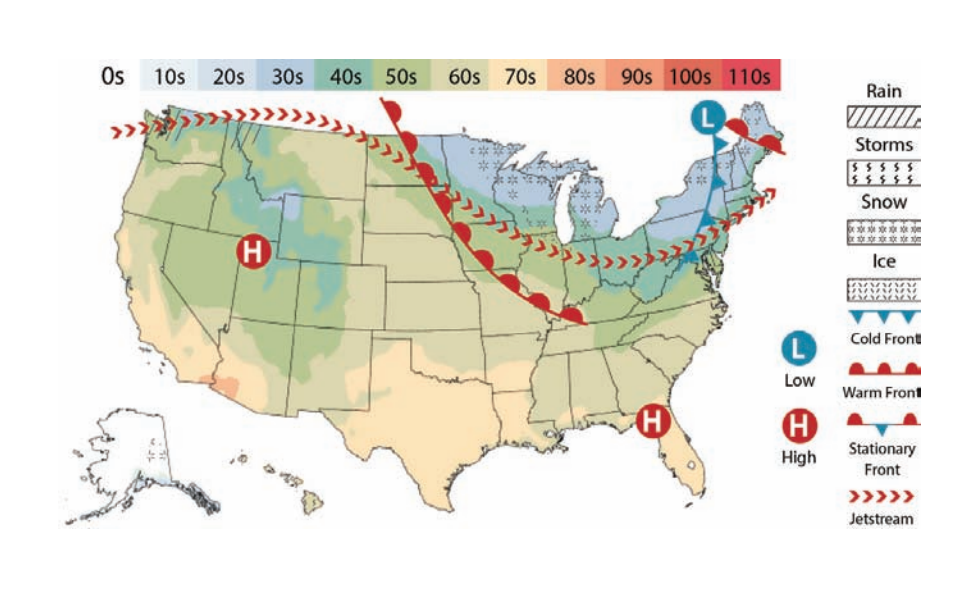 0s 10s 20s 30s 40s 50s 60s 70s 80s 90s 100s 110s
L
H
H
Rain
Storms
Snow
Ice
Cold Front
Warm Front
Stationary
Front
Jetstream
L
Low
H
High